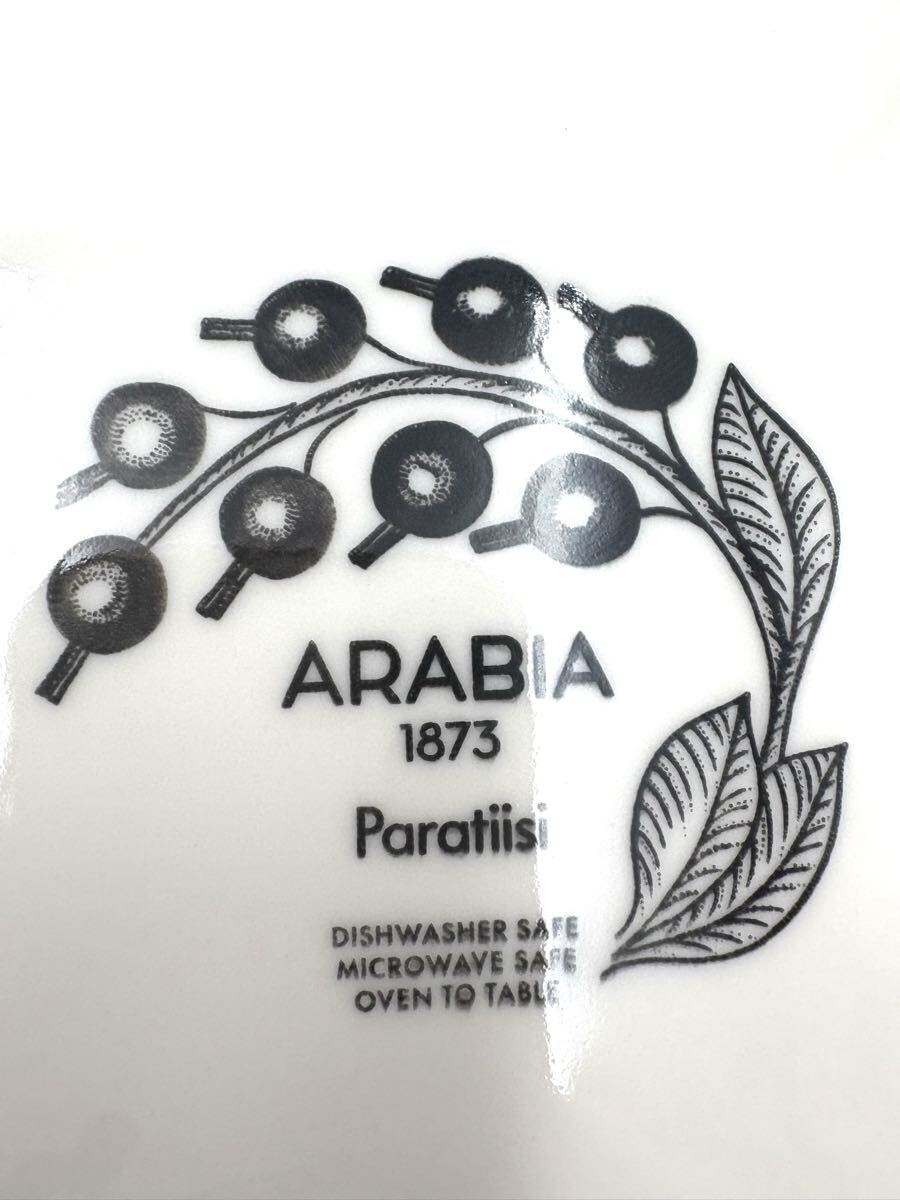 ARABIA
1873
Paratiisi
DISHWASHER SAFE
MICROWAVE SAFE
OVEN TO TABLE